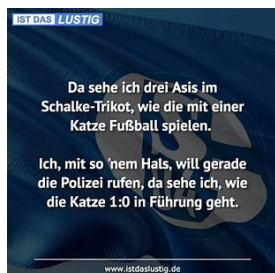 IST DAS LUSTIG
Da sehe ich drei Asis im
Schalke-Trikot, wie die mit einer
Katze Fußball spielen.
Ich, mit so 'nem Hals, will gerade
die Polizei rufen, da sehe ich, wie
die Katze 1:0 in Führung geht.
www.istdaslustig.de